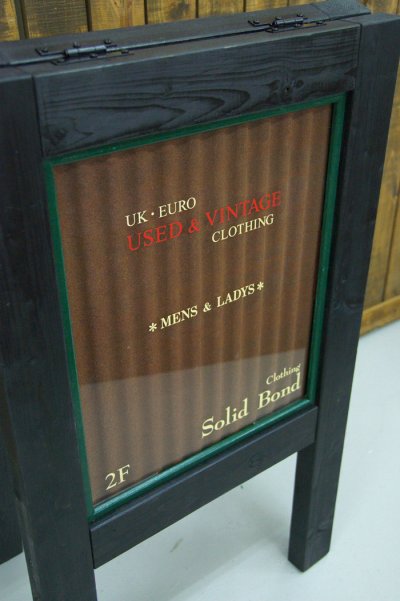 UK · EURO
USED & VINTAGE
CLOTHING
* MENS & LADYS *
Clothing
Solid Bond
2F